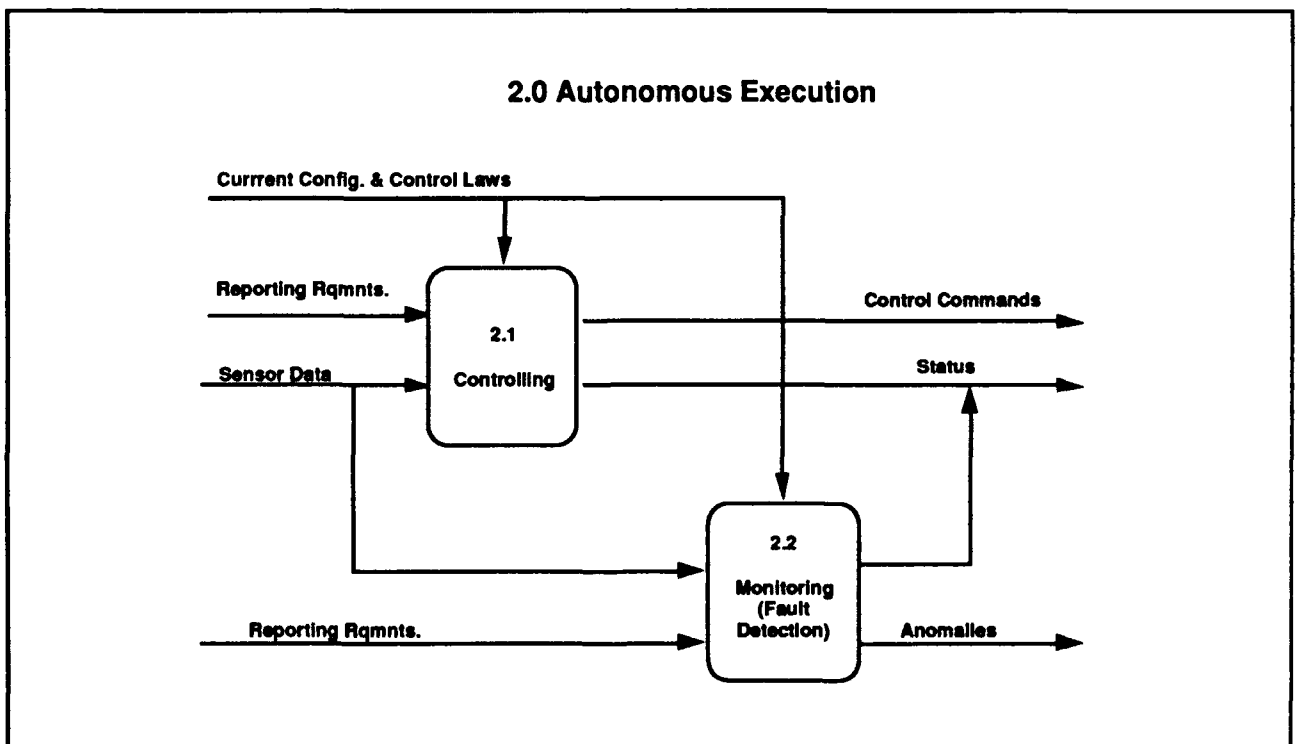 2.0 Autonomous Execution
Currrent Config. & Control Laws
Reporting Rqmnts.
Control Commands
2.1
Controlling
Sensor Data
Status
2.2
Monitoring
(Fault
Detection)
Reporting Rqmnts.
Anomalies